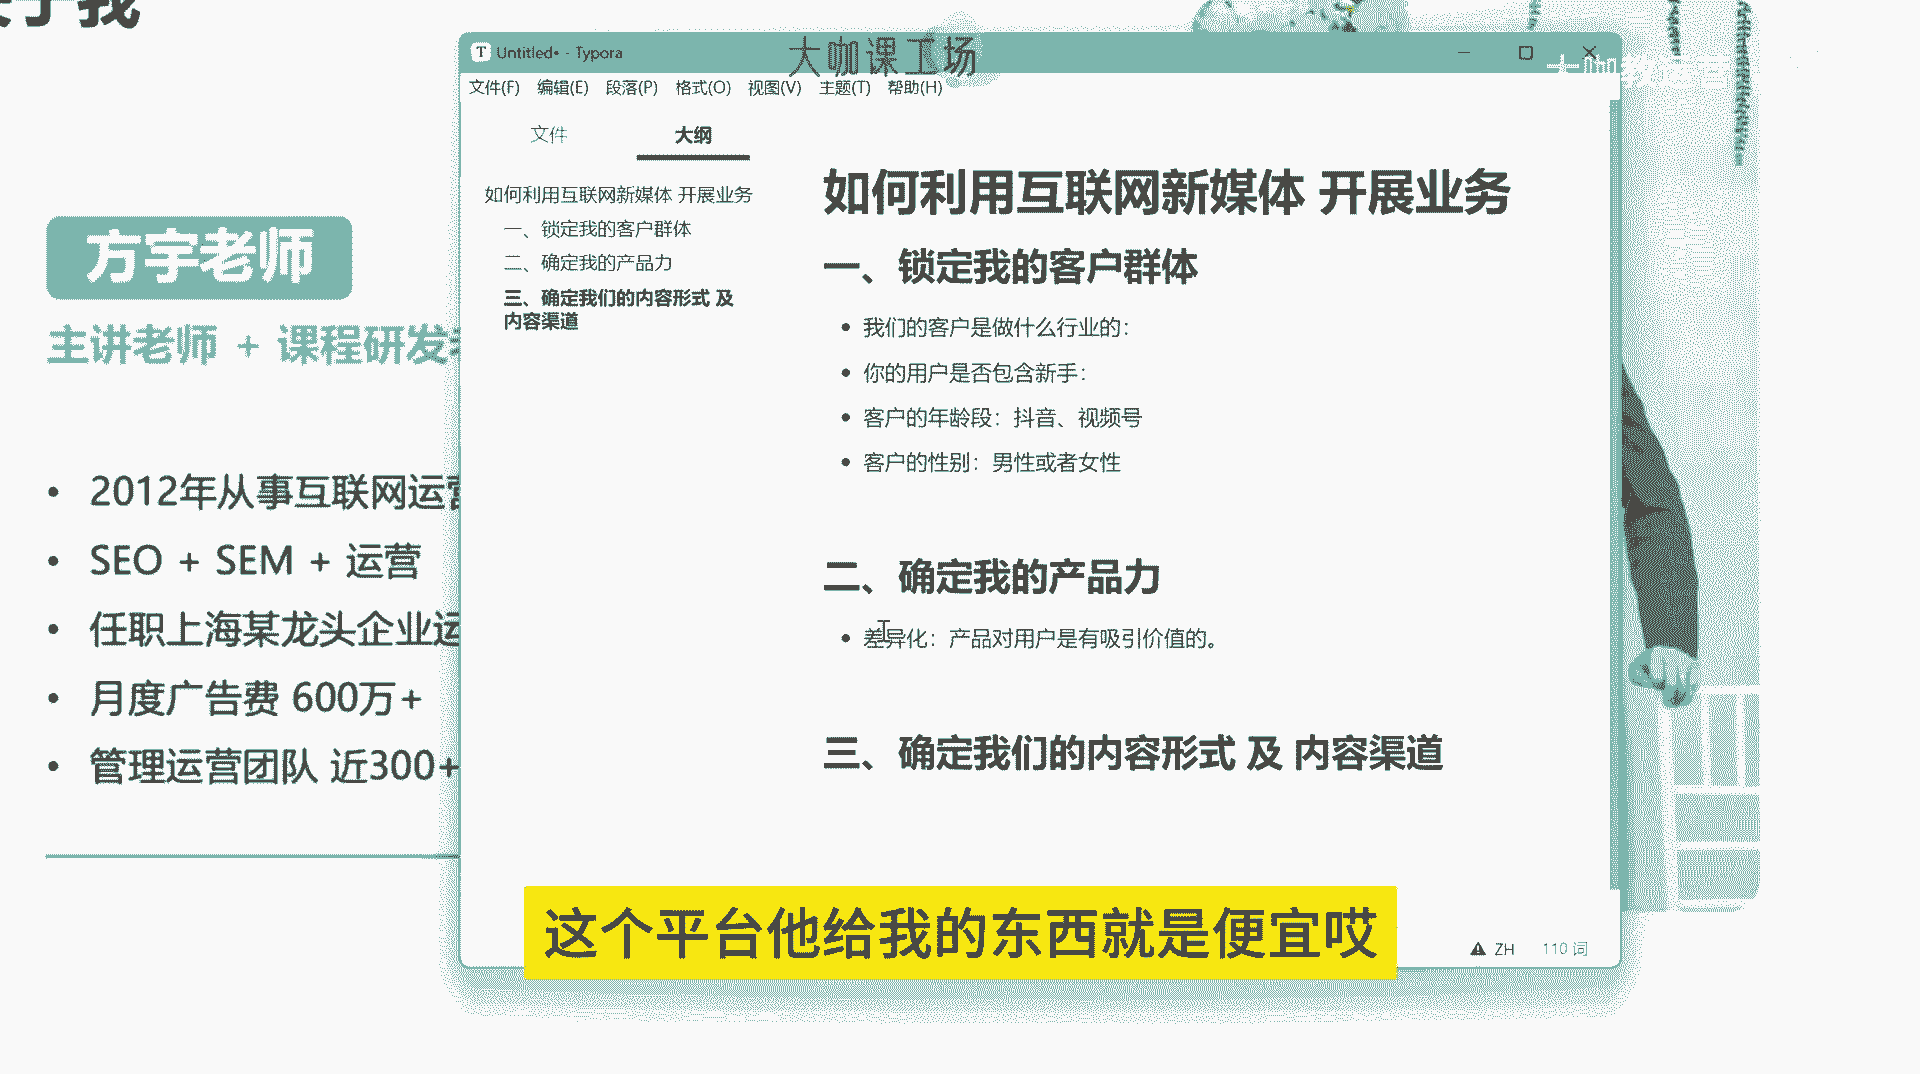 关于我
方宇老师
主讲老师 + 课程研发
2012年从事互联网运营
SEO + SEM + 运营
任职上海某龙头企业运
月度广告费 600万+
管理运营团队 近300+
Untitled• - Typora
大咖课工场
文件(F) 编辑(E) 段落(P) 格式(O) 视图(V) 主题(T) 帮助(H)
文件 大纲
如何利用互联网新媒体 开展业务
一、锁定我的客户群体
二、确定我的产品力
三、确定我们的内容形式 及
内容渠道
如何利用互联网新媒体 开展业务
一、锁定我的客户群体
我们的客户是做什么行业的：
你的用户是否包含新手：
客户的年龄段：抖音、视频号
客户的性别：男性或者女性
二、确定我的产品力
差异化：产品对用户是有吸引价值的。
三、确定我们的内容形式 及 内容渠道
这个平台他给我的东西就是便宜哎
ZH 110 词